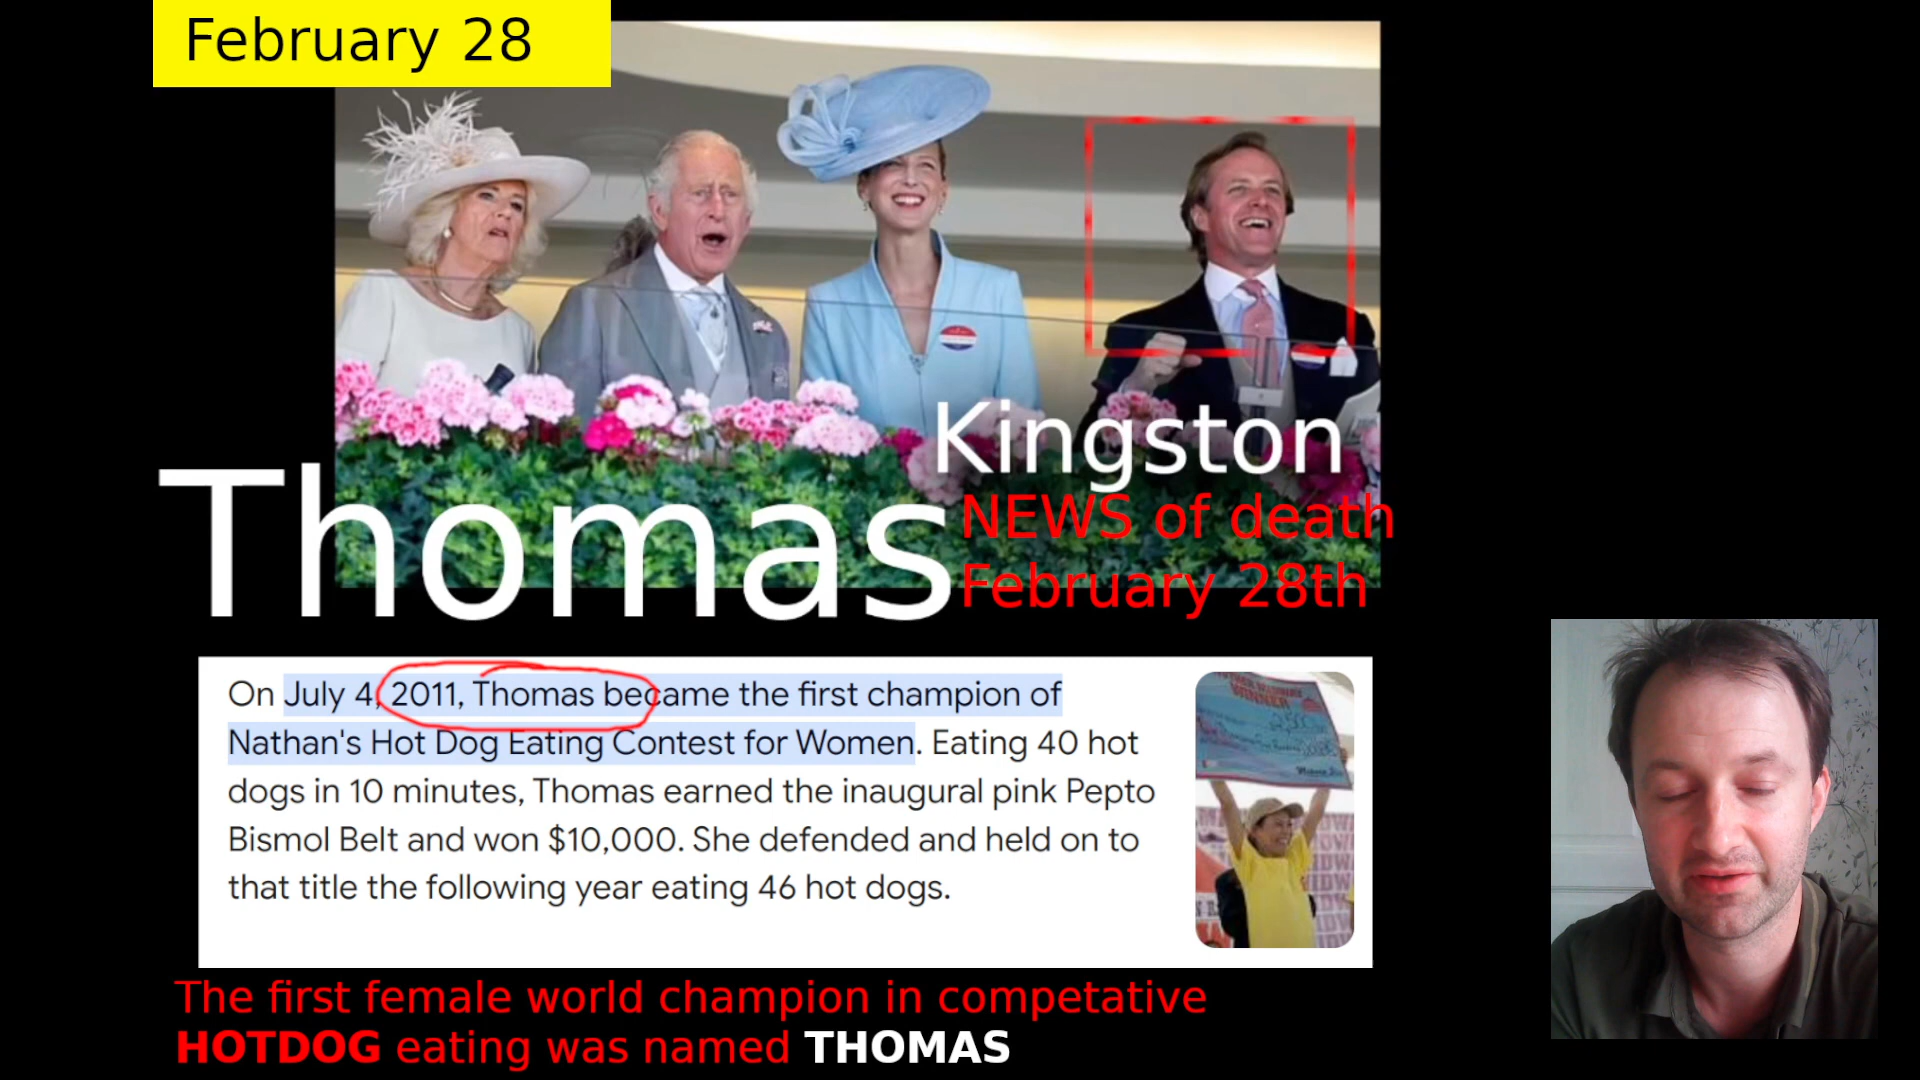 February 28
Kingston
Thomas
NEWS of death
February 28th
On July 4, 2011, Thomas became the first champion of
Nathan's Hot Dog Eating Contest for Women. Eating 40 hot
dogs in 10 minutes, Thomas earned the inaugural pink Pepto
Bismol Belt and won $10,000. She defended and held on to
that title the following year eating 46 hot dogs.
WINNER
The first female world champion in competative
HOTDOG eating was named THOMAS